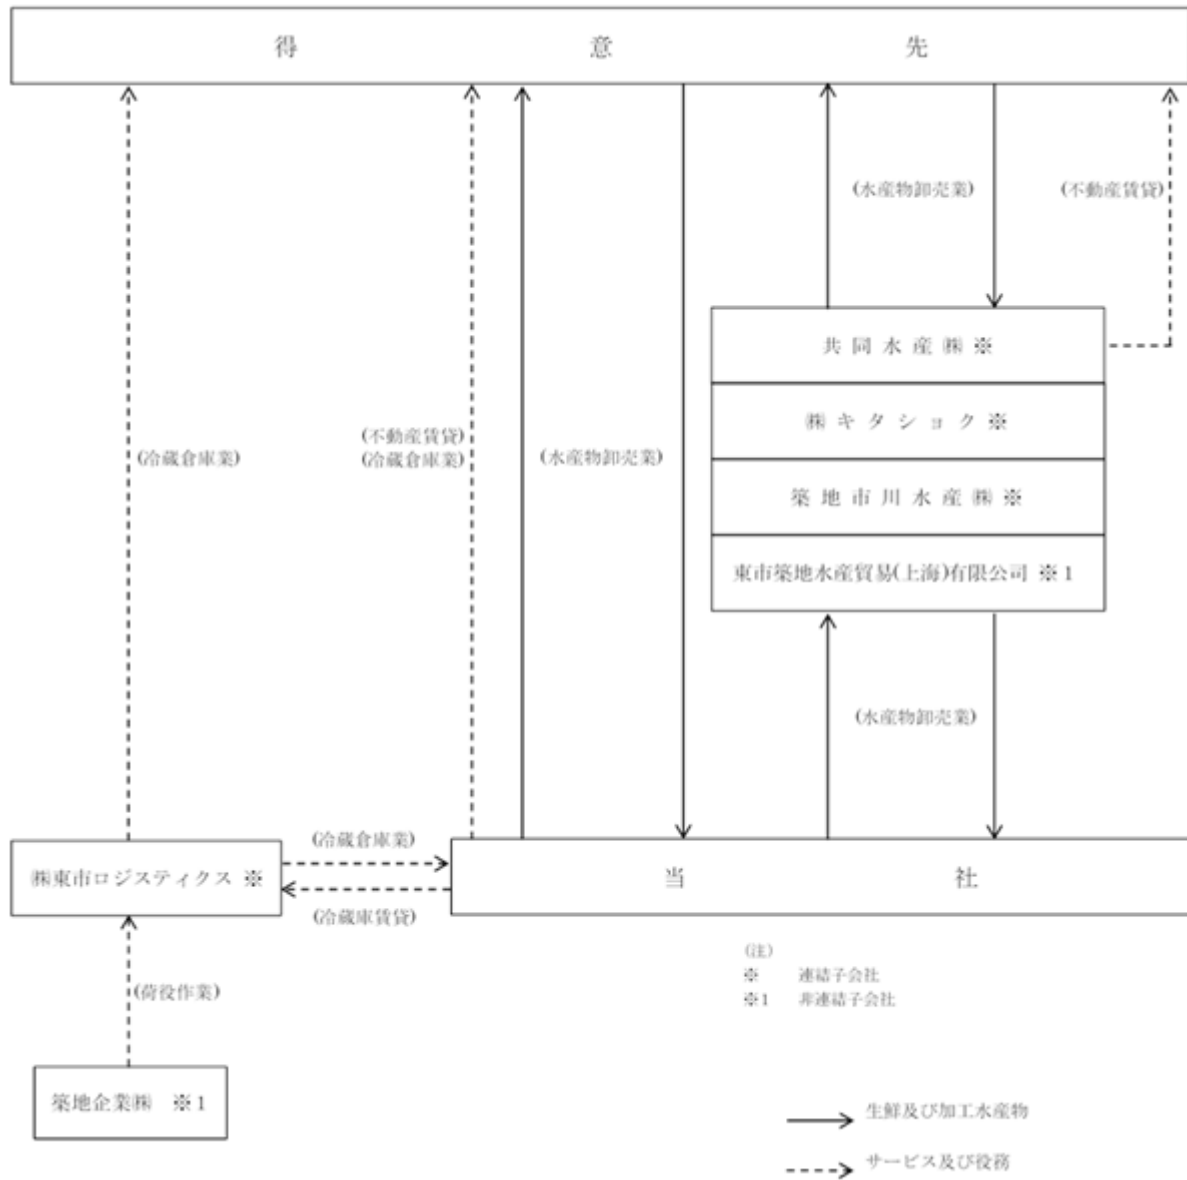 得意先
(水産物卸売業)
(不動産賃貸)
共同水産㈱ ※
㈱キタショク ※
築地市川水産㈱ ※
東市築地水産貿易(上海)有限公司 ※1
(冷蔵倉庫業)
(不動産賃貸)
(冷蔵倉庫業)
(水産物卸売業)
(水産物卸売業)
㈱東市ロジスティクス ※
(冷蔵倉庫業)
(冷蔵庫賃貸)
当社
(荷役作業)
築地企業㈱ ※1
(注)
※ 連結子会社
※1 非連結子会社
生鮮及び加工水産物
サービス及び役務